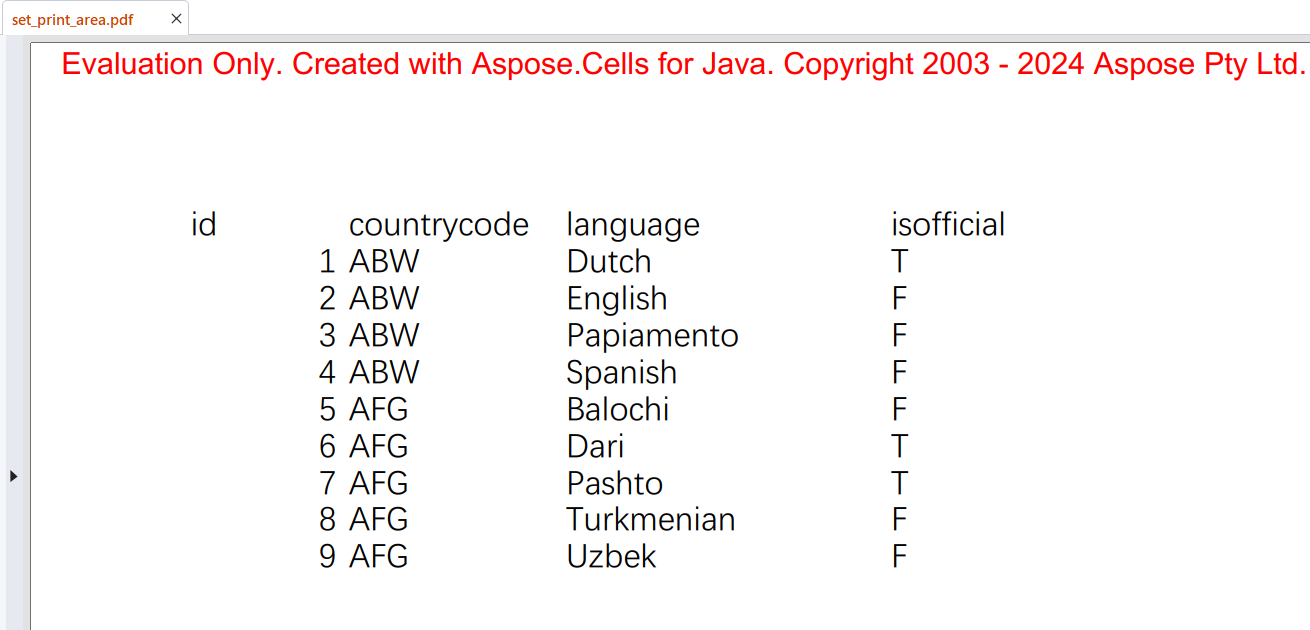 set_print_area.pdf
Evaluation Only. Created with Aspose.Cells for Java. Copyright 2003 - 2024 Aspose Pty Ltd.
id countrycode language isofficial
1 ABW Dutch T
2 ABW English F
3 ABW Papiamento F
4 ABW Spanish F
5 AFG Balochi F
6 AFG Dari T
7 AFG Pashto T
8 AFG Turkmenian F
9 AFG Uzbek F